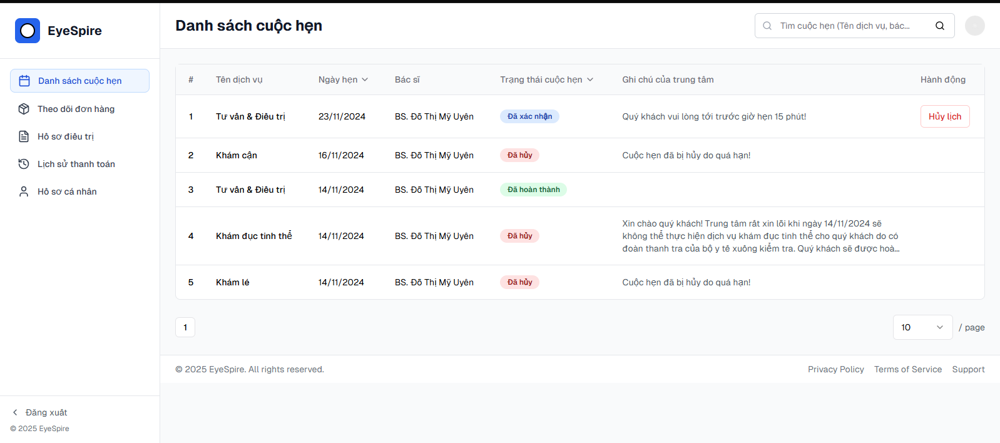 EyeSpire
Danh sách cuộc hẹn
Theo dõi đơn hàng
Hồ sơ điều trị
Lịch sử thanh toán
Hồ sơ cá nhân
Đăng xuất
© 2025 EyeSpire
Danh sách cuộc hẹn
Tìm cuộc hẹn (Tên dịch vụ, bác...
# Tên dịch vụ Ngày hẹn Bác sĩ Trạng thái cuộc hẹn Ghi chú của trung tâm Hành động
1 Tư vấn & Điều trị 23/11/2024 BS. Đỗ Thị Mỹ Uyên Đã xác nhận Quý khách vui lòng tới trước giờ hẹn 15 phút! Hủy lịch
2 Khám cận 16/11/2024 BS. Đỗ Thị Mỹ Uyên Đã hủy Cuộc hẹn đã bị hủy do quá hạn!
3 Tư vấn & Điều trị 14/11/2024 BS. Đỗ Thị Mỹ Uyên Đã hoàn thành
4 Khám đục tinh thể 14/11/2024 BS. Đỗ Thị Mỹ Uyên Đã hủy
Xin chào quý khách! Trung tâm rất xin lỗi khi ngày 14/11/2024 sẽ
không thể thực hiện dịch vụ khám đục tinh thể cho quý khách do có
đoàn thanh tra của bộ y tế xuống kiểm tra. Quý khách sẽ được hoà...
5 Khám lé 14/11/2024 BS. Đỗ Thị Mỹ Uyên Đã hủy Cuộc hẹn đã bị hủy do quá hạn!
1
10 / page
© 2025 EyeSpire. All rights reserved.
Privacy Policy Terms of Service Support